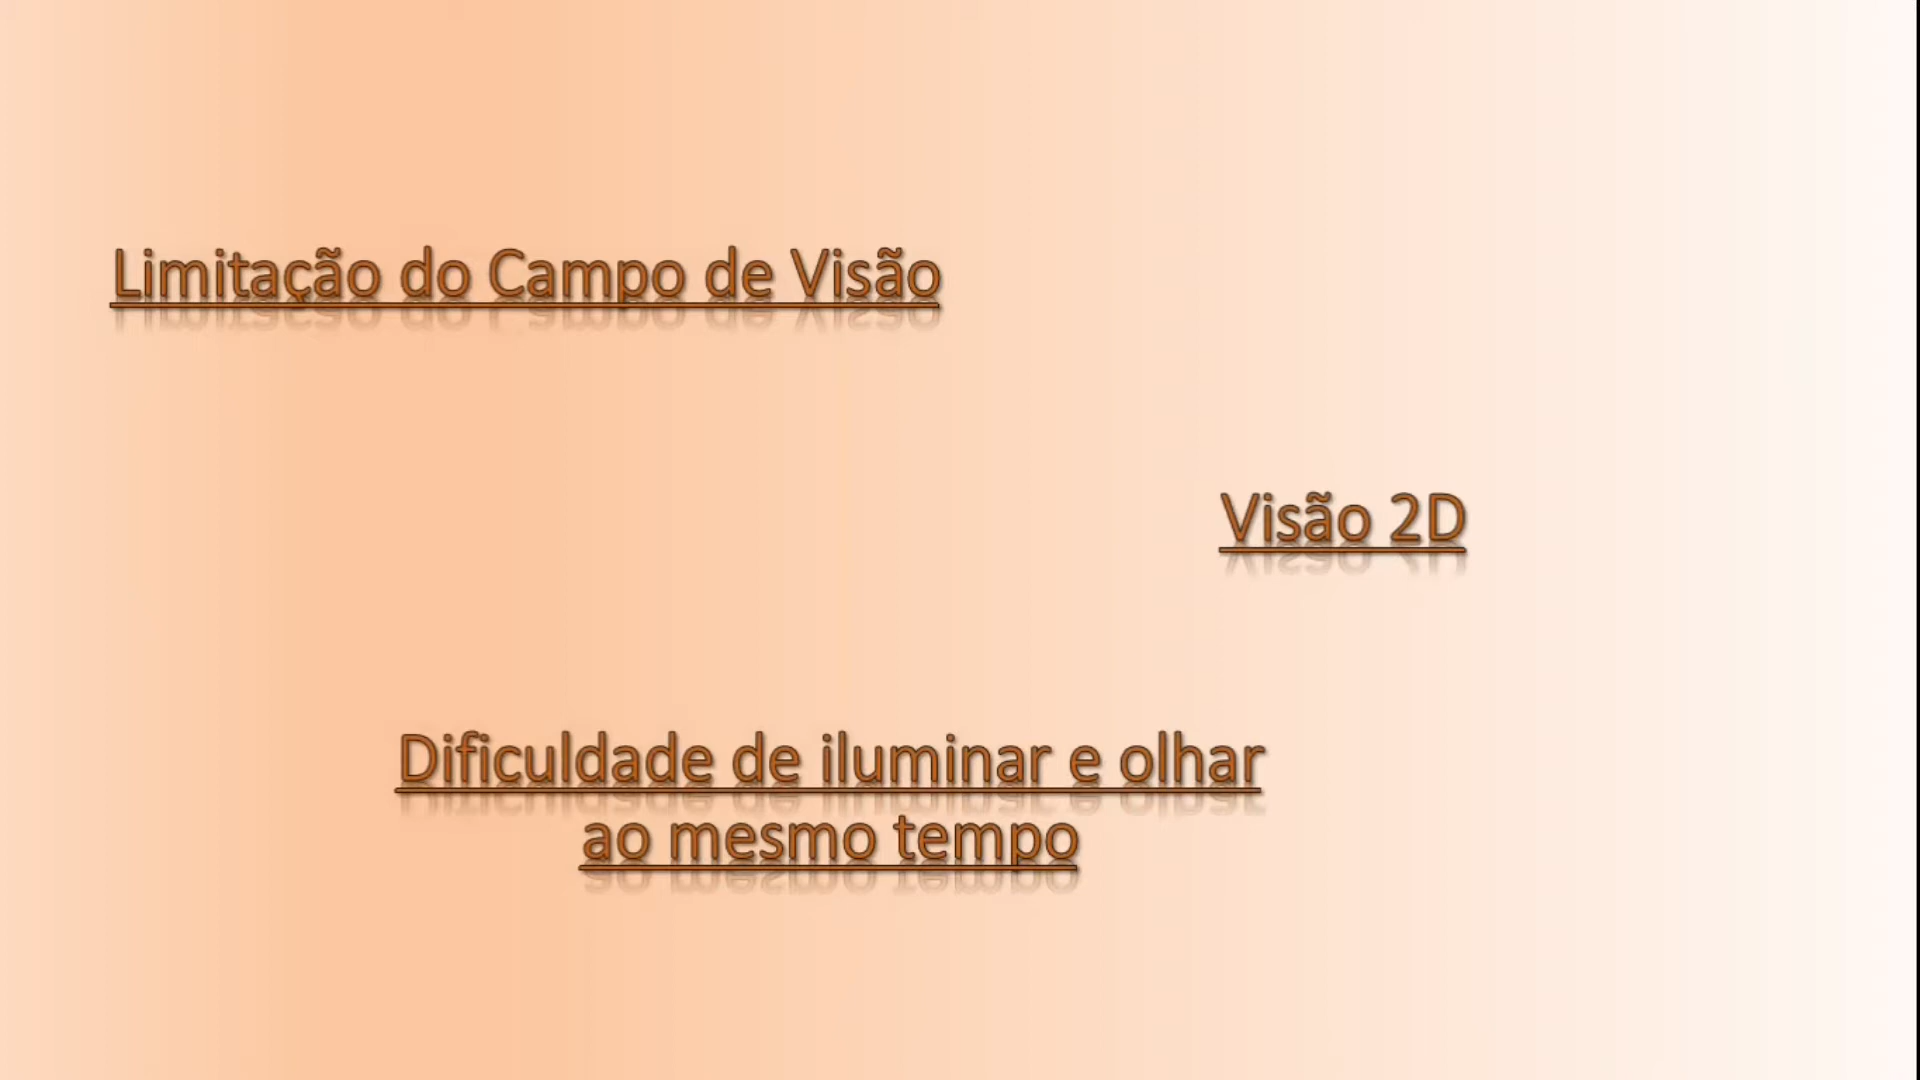 Limitação do Campo de Visão
Visão 2D
Dificuldade de iluminar e olhar
ao mesmo tempo